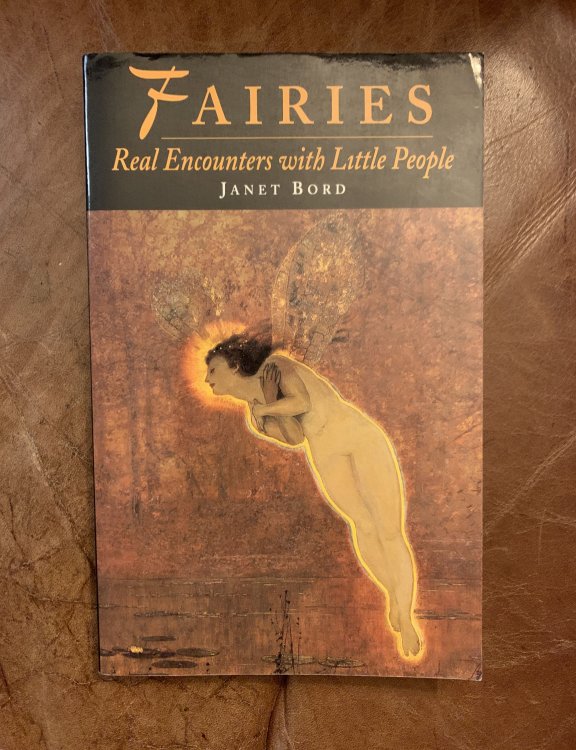 FAIRIES
Real Encounters with Little People
JANET BORD